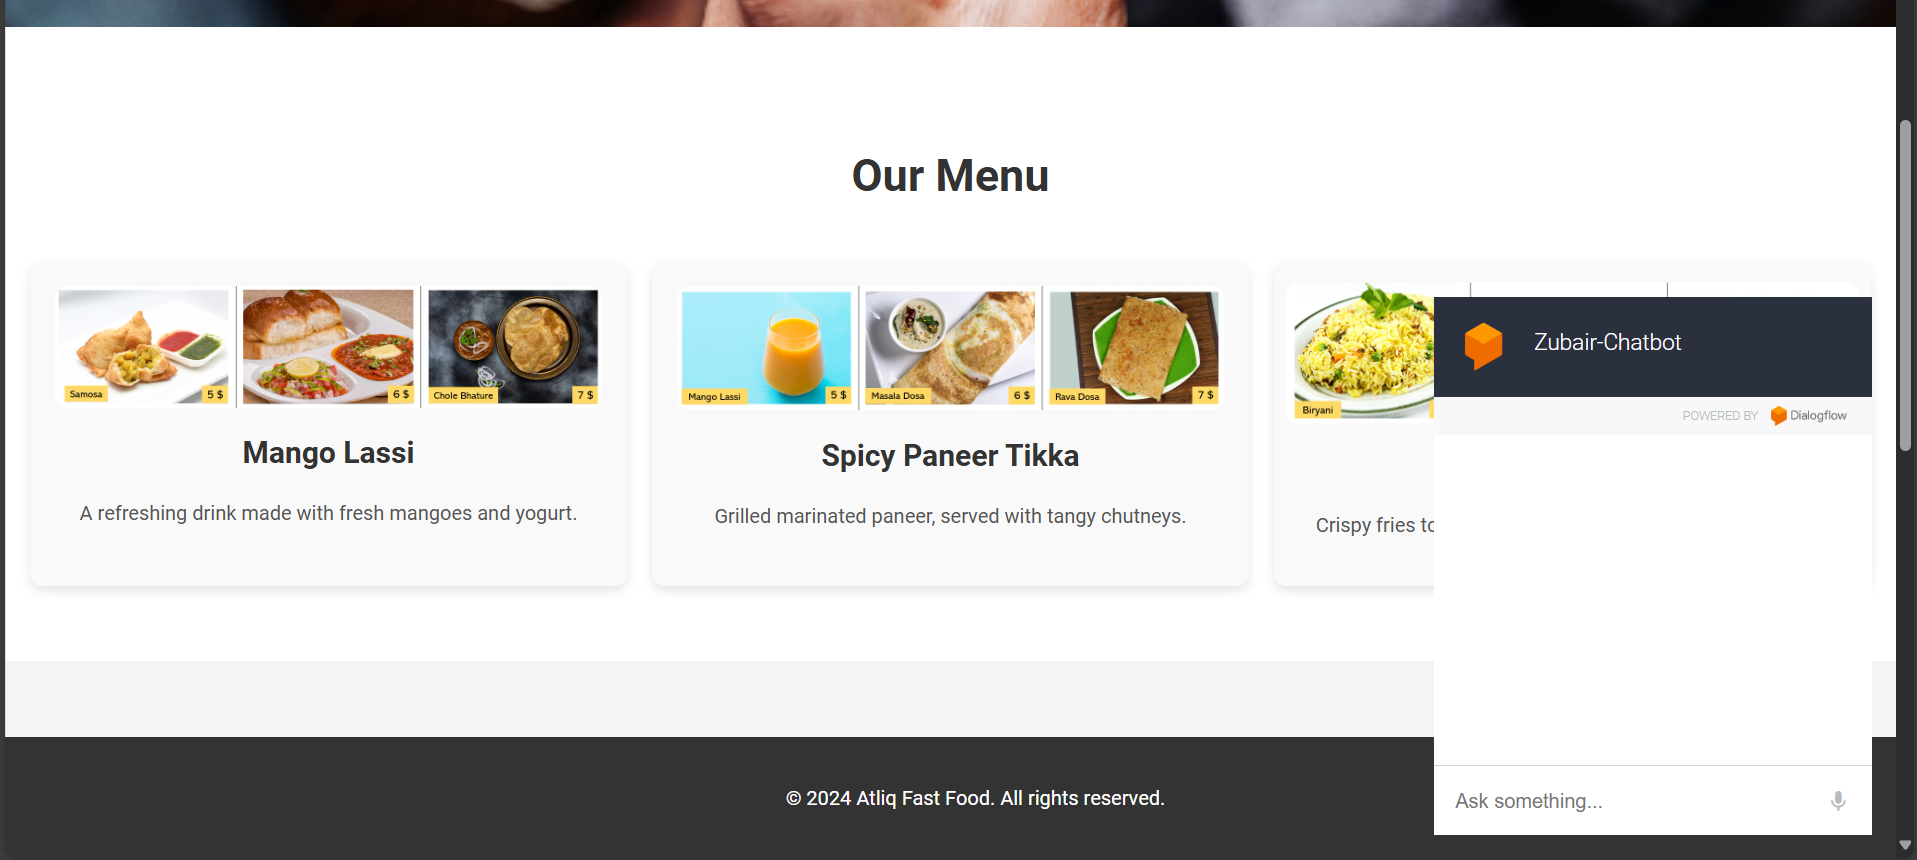 Our Menu
Samosa
5 $
6 $
Chole Bhature
7 $
Mango Lassi
A refreshing drink made with fresh mangoes and yogurt.
Mango Lassi
5 $
Masala Dosa
6 $
Rava Dosa
7 $
Spicy Paneer Tikka
Grilled marinated paneer, served with tangy chutneys.
Biryani
Crispy fries to
Zubair-Chatbot
POWERED BY Dialogflow
Ask something...
© 2024 Atliq Fast Food. All rights reserved.